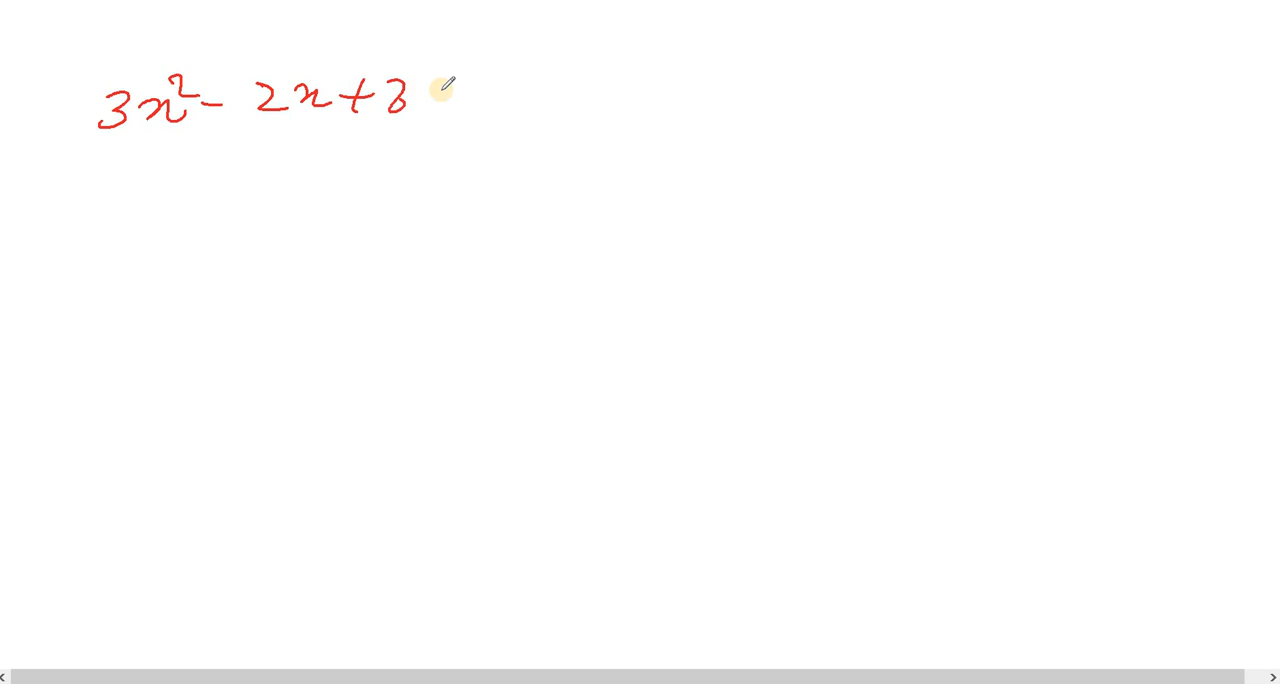 3x² - 2x + 3